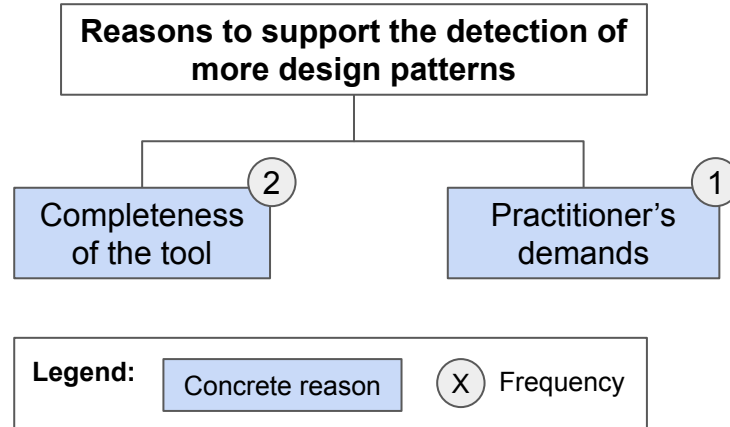 Reasons to support the detection of
more design patterns
2
1
Completeness
of the tool
Practitioner’s
demands
Legend:
Concrete reason
X
Frequency